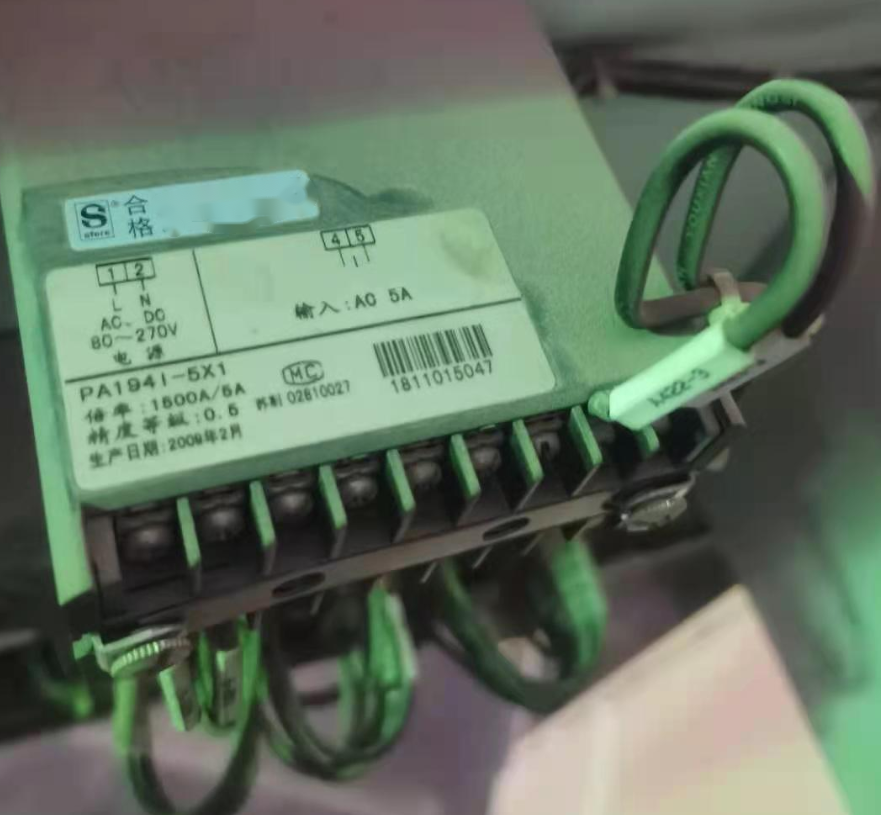 S®
store
合
格
1 2
L N
AC、DC
80～270V
电源
4 5
I
输入:AC 5A
PA194I-5X1
倍率:1500A/5A
精度等级:0.5
生产日期:2009年2月
MC
苏制 02810027
1811015047
A422-3